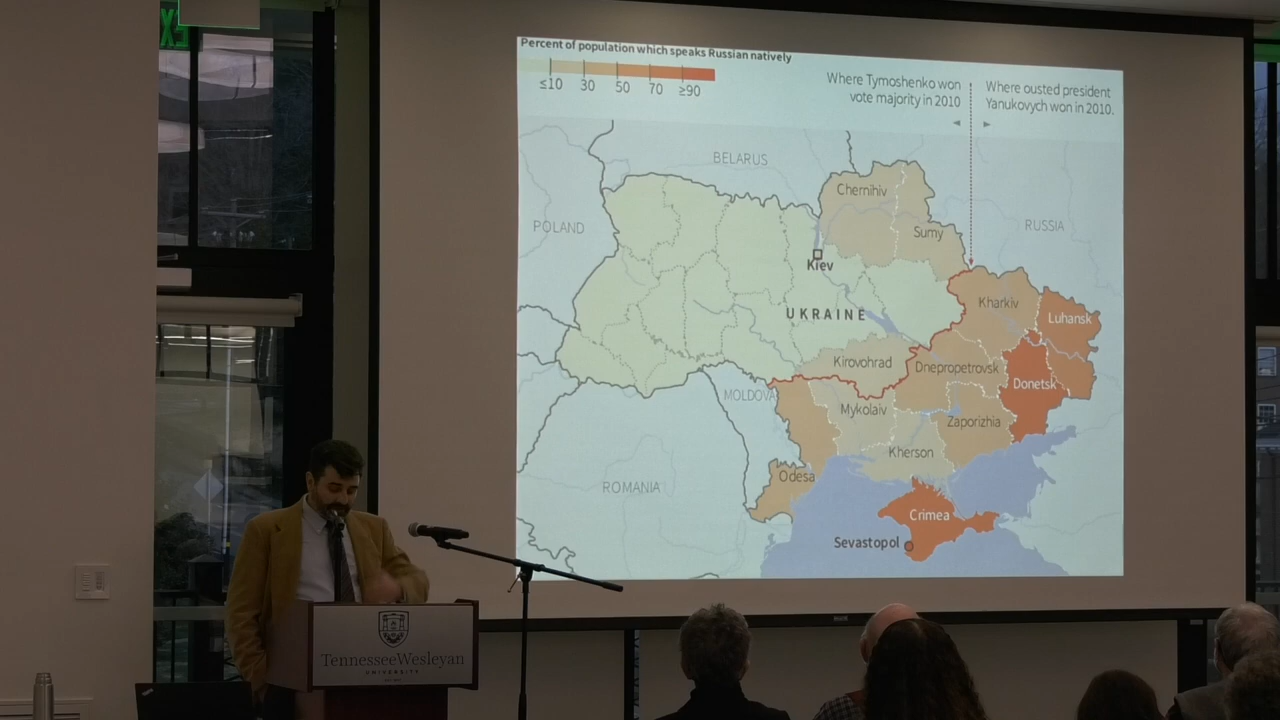 Percent of population which speaks Russian natively
≤10 30 50 70 ≥90
Where Tymoshenko won
vote majority in 2010
Where ousted president
Yanukovych won in 2010.
BELARUS
POLAND
RUSSIA
Chernihiv
Sumy
Kiev
UKRAINE
Kharkiv
Luhansk
Kirovohrad
Dnepropetrovsk
Donetsk
MOLDOVA
Mykolaiv
Zaporizhia
Kherson
Odesa
ROMANIA
Crimea
Sevastopol
TennesseeWesleyan
UNIVERSITY